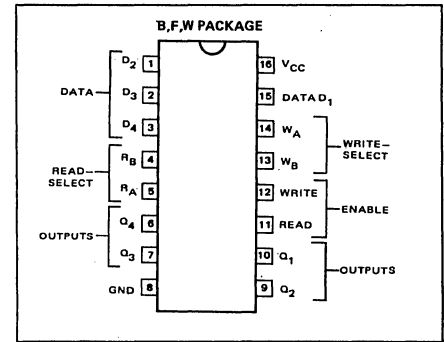 B,F,W PACKAGE
D2 1
16 VCC
DATA
D3 2
15 DATA D1
D4 3
14 WA
WRITE-
SELECT
RB 4
13 WB
READ-
SELECT
RA 5
12 WRITE
ENABLE
Q4 6
11 READ
OUTPUTS
Q3 7
10 Q1
OUTPUTS
GND 8
9 Q2